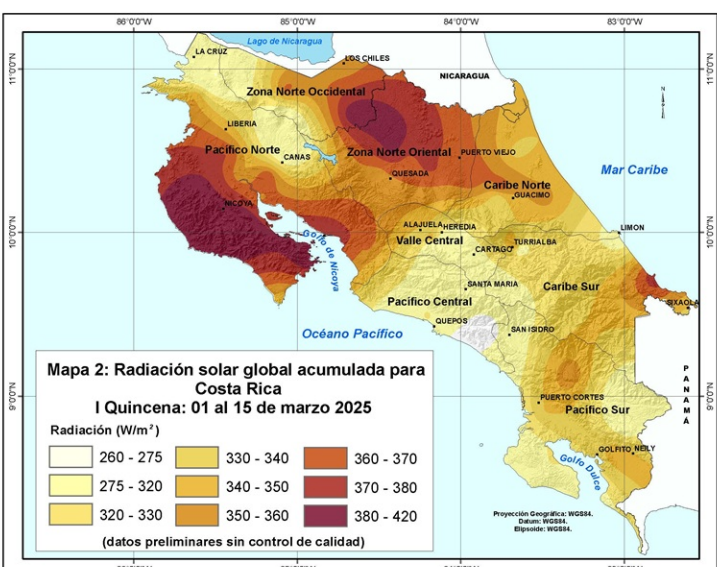 86°0'0"W
85°0'0"W
84°0'0"W
83°0'0"W
Lago de Nicaragua
LA CRUZ
LOS CHILES
11°0'0"N
11°0'0"N
NICARAGUA
N
Zona Norte Occidental
LIBERIA
Pacífico Norte
CANAS
Zona Norte Oriental
PUERTO VIEJO
QUESADA
Mar Caribe
Caribe Norte
GUACIMO
NICOYA
10°0'0"N
10°0'0"N
ALAJUELA
HEREDIA
LIMON
Valle Central
CARTAGO
TURRIALBA
Golfo de Nicoya
SANTA MARIA
Caribe Sur
SIXAOLA
Pacífico Central
QUEPOS
SAN ISIDRO
Océano Pacífico
PANAMÁ
9°0'0"N
9°0'0"N
PUERTO CORTES
Pacífico Sur
GOLFITO
NEILY
Golfo Dulce
Mapa 2: Radiación solar global acumulada para
Costa Rica
I Quincena: 01 al 15 de marzo 2025
Radiación (W/m²)
260 - 275
330 - 340
360 - 370
275 - 320
340 - 350
370 - 380
320 - 330
350 - 360
380 - 420
(datos preliminares sin control de calidad)
Proyección Geográfica: WGS84.
Datum: WGS84.
Elipsoide: WGS84.